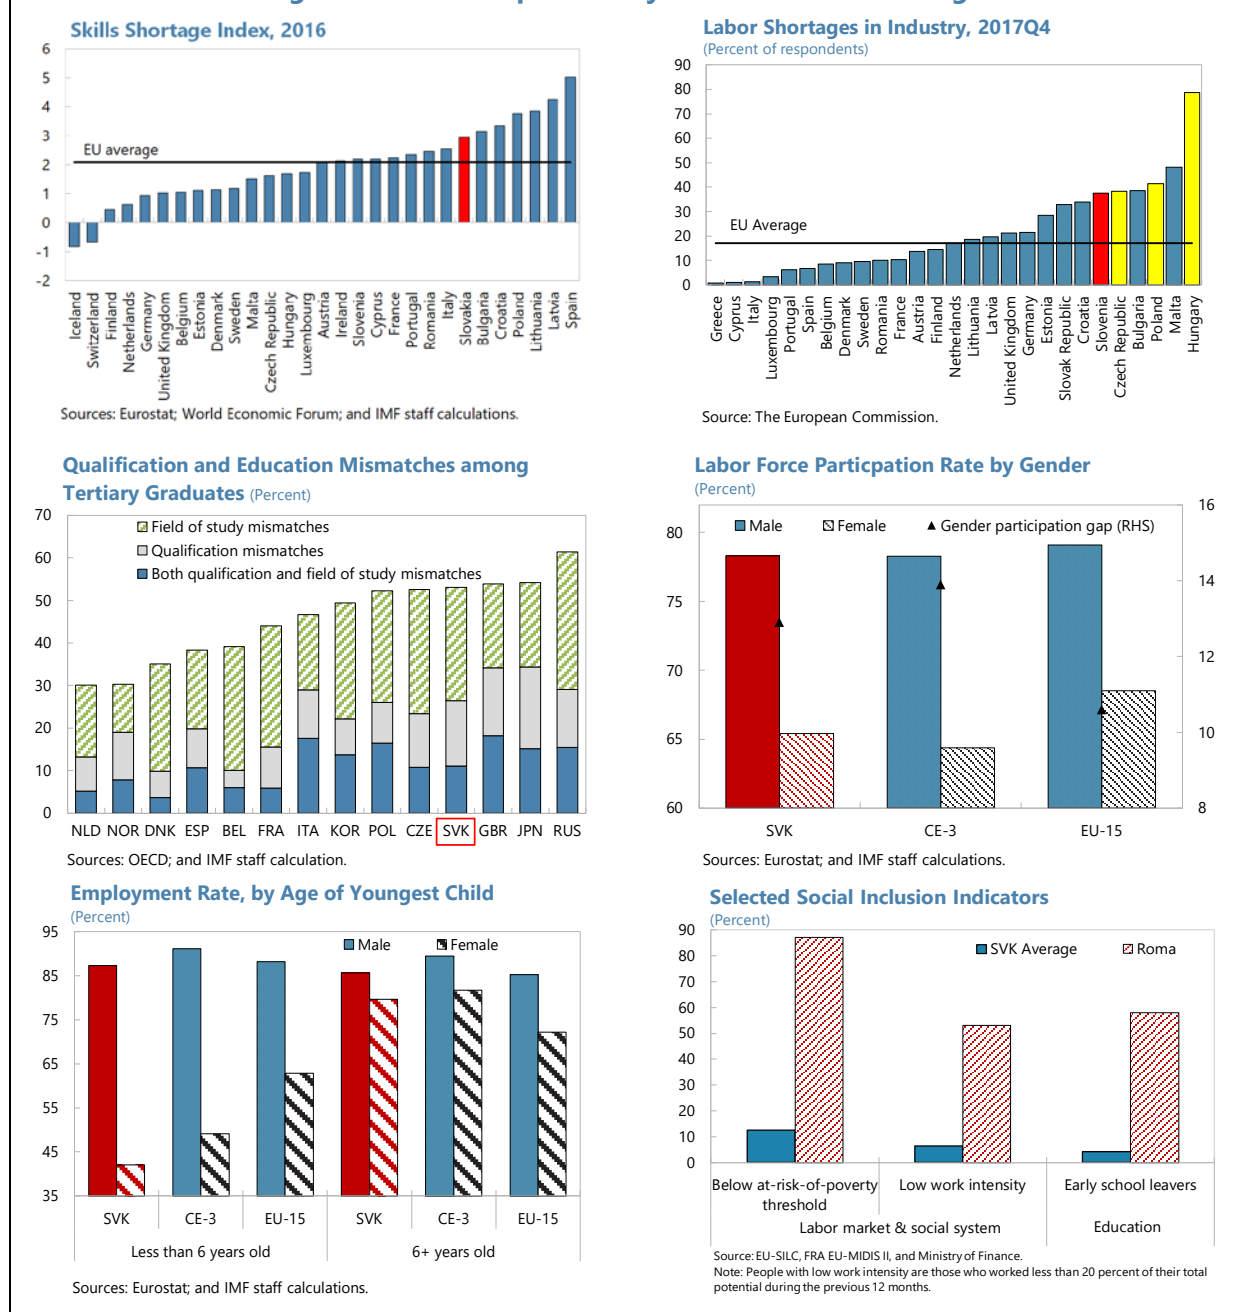 Skills Shortage Index, 2016
6
5
4
3
2
1
0
-1
-2
EU average
Iceland
Switzerland
Finland
Netherlands
Germany
United Kingdom
Belgium
Estonia
Denmark
Sweden
Malta
Czech Republic
Hungary
Luxembourg
Austria
Ireland
Slovenia
Cyprus
France
Portugal
Romania
Italy
Slovakia
Bulgaria
Croatia
Poland
Lithuania
Latvia
Spain
Sources: Eurostat; World Economic Forum; and IMF staff calculations.
Labor Shortages in Industry, 2017Q4
(Percent of respondents)
90
80
70
60
50
40
30
20
10
0
EU Average
Greece
Cyprus
Italy
Luxembourg
Portugal
Spain
Belgium
Denmark
Sweden
Romania
France
Austria
Finland
Netherlands
Lithuania
Latvia
United Kingdom
Germany
Estonia
Slovak Republic
Croatia
Slovenia
Czech Republic
Bulgaria
Poland
Malta
Hungary
Source: The European Commission.
Qualification and Education Mismatches among
Tertiary Graduates (Percent)
70
60
50
40
30
20
10
0
Field of study mismatches
Qualification mismatches
Both qualification and field of study mismatches
NLD NOR DNK ESP BEL FRA ITA KOR POL CZE SVK GBR JPN RUS
Sources: OECD; and IMF staff calculation.
Labor Force Particpation Rate by Gender
(Percent)
80
75
70
65
60
16
14
12
10
8
Male Female Gender participation gap (RHS)
SVK CE-3 EU-15
Sources: Eurostat; and IMF staff calculations.
Employment Rate, by Age of Youngest Child
(Percent)
95
85
75
65
55
45
35
Male Female
SVK CE-3 EU-15 SVK CE-3 EU-15
Less than 6 years old 6+ years old
Sources: Eurostat; and IMF staff calculations.
Selected Social Inclusion Indicators
(Percent)
90
80
70
60
50
40
30
20
10
0
SVK Average Roma
Below at-risk-of-poverty
threshold
Low work intensity
Early school leavers
Labor market & social system Education
Source: EU-SILC, FRA EU-MIDIS II, and Ministry of Finance.
Note: People with low work intensity are those who worked less than 20 percent of their total
potential during the previous 12 months.